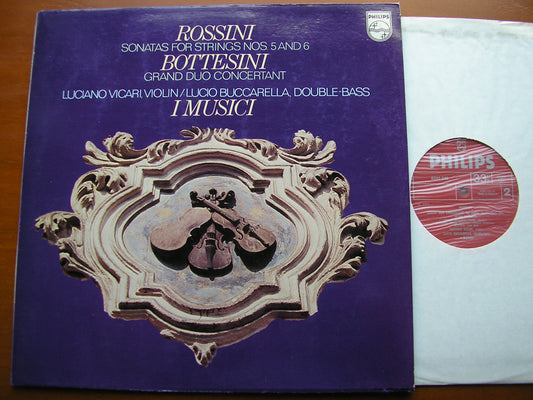 ROSSINI
SONATAS FOR STRINGS NOS. 5 AND 6
BOTTESINI
GRAND DUO CONCERTANT
LUCIANO VICARI, VIOLIN / LUCIO BUCCARELLA, DOUBLE-BASS
I MUSICI
PHILIPS
PHILIPS
33
2